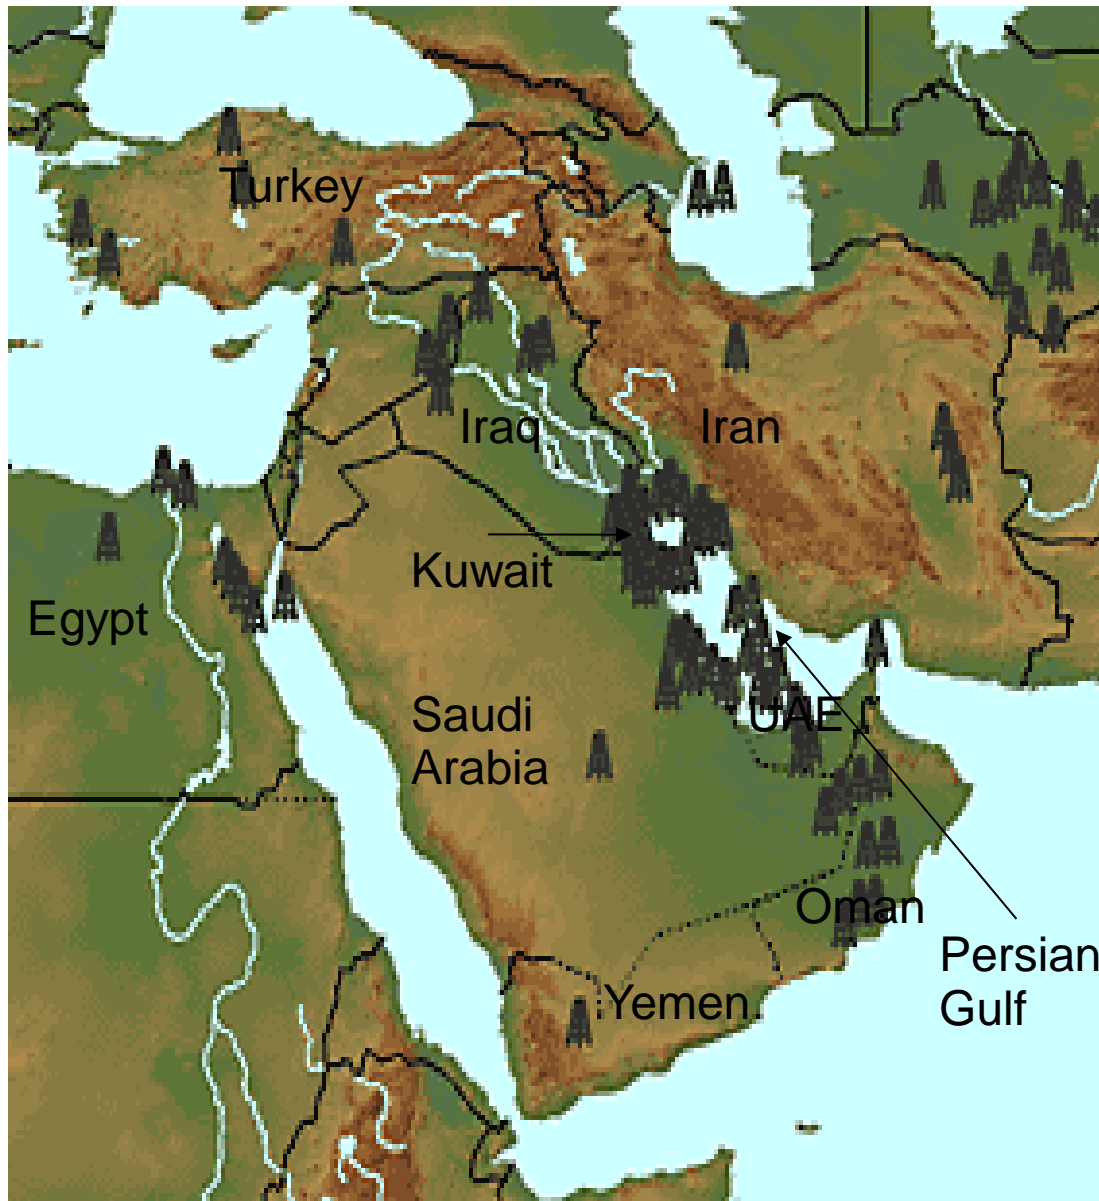 Turkey
Iraq
Iran
Kuwait
Egypt
Saudi
Arabia
UAE
Oman
Persian
Gulf
Yemen